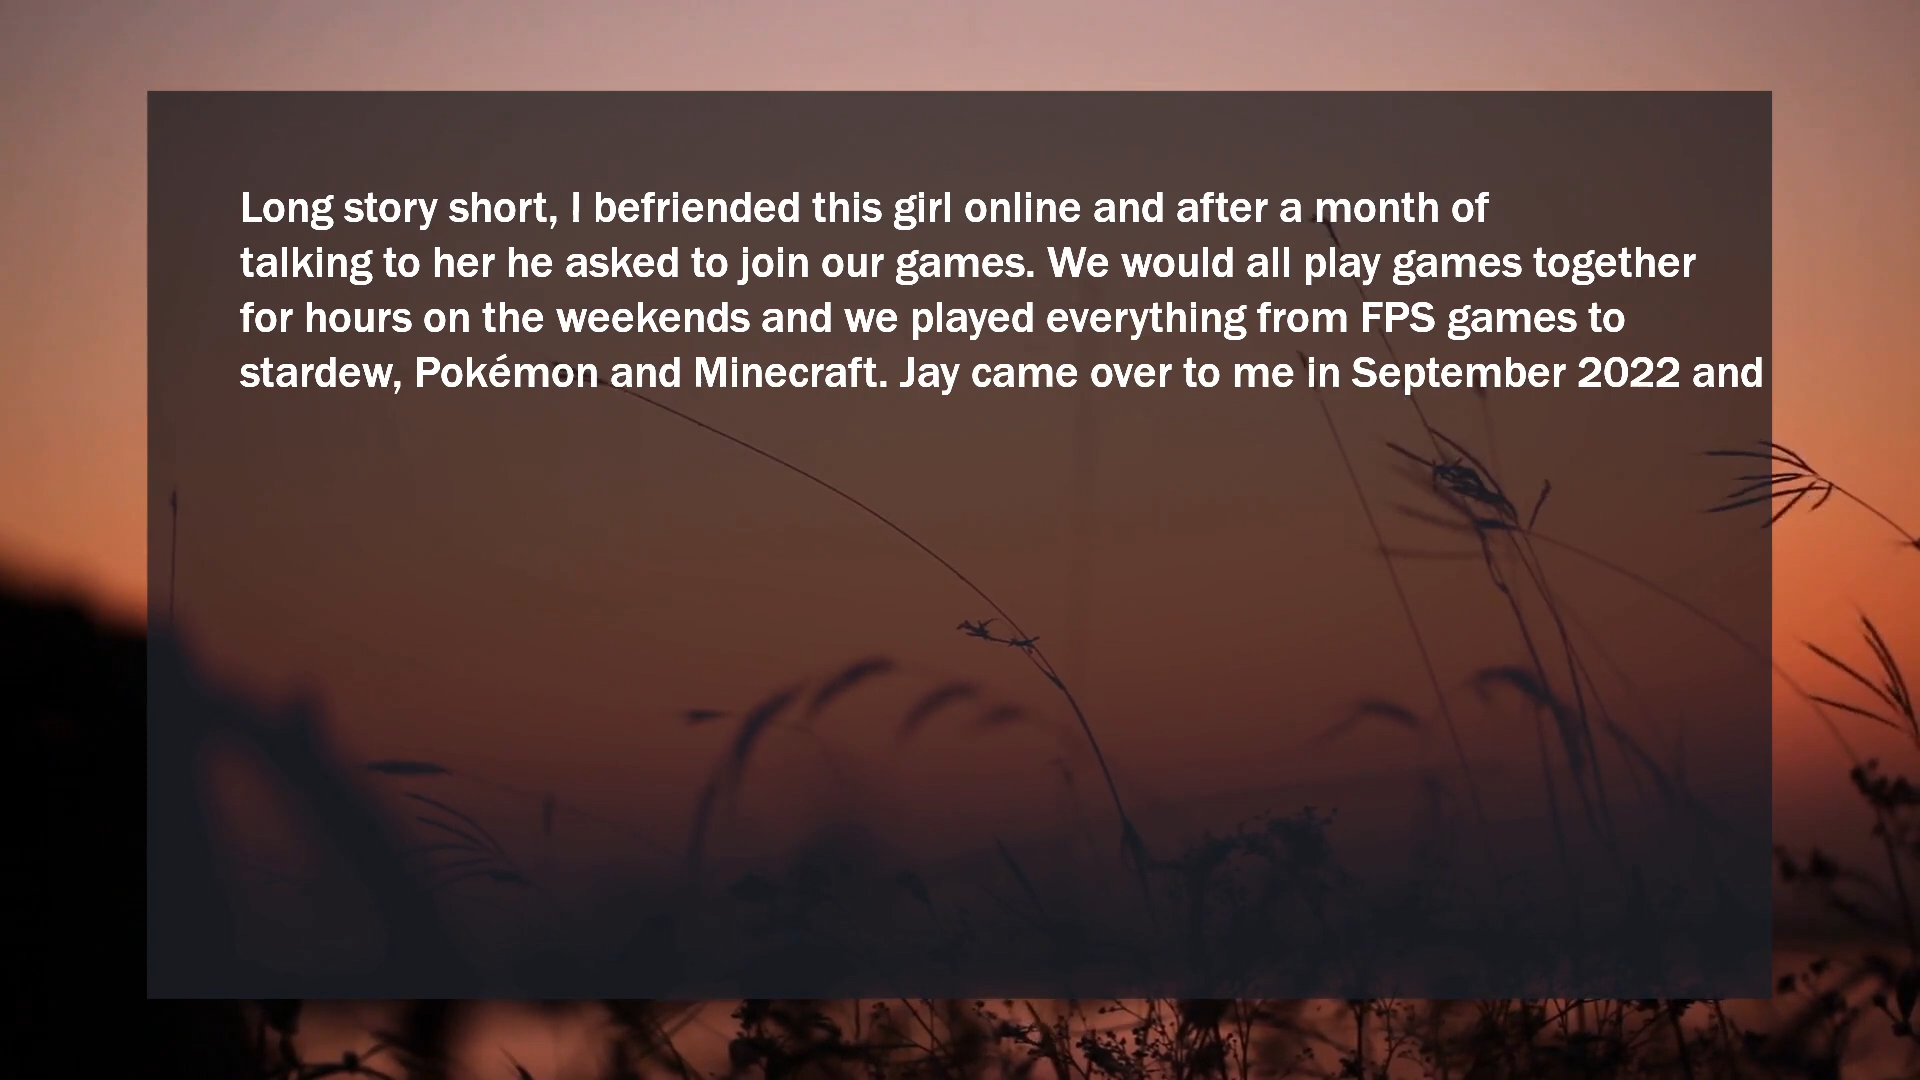 Long story short, I befriended this girl online and after a month of
talking to her he asked to join our games. We would all play games together
for hours on the weekends and we played everything from FPS games to
stardew, Pokémon and Minecraft. Jay came over to me in September 2022 and